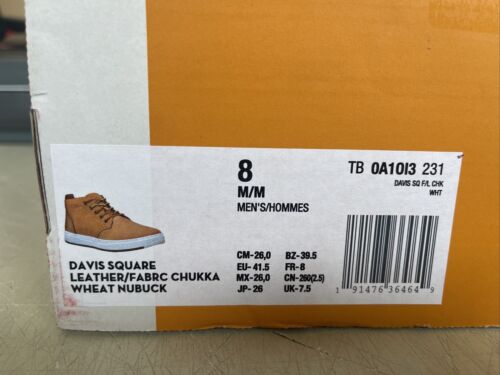 8
M/M
MEN'S/HOMMES
TB 0A1OI3 231
DAVIS SQ F/L CHK
WHT
DAVIS SQUARE
LEATHER/FABRC CHUKKA
WHEAT NUBUCK
CM-26,0 BZ-39.5
EU-41.5 FR-8
MX-26,0 CN-260(2.5)
JP-26 UK-7.5
1 91476 36464 9